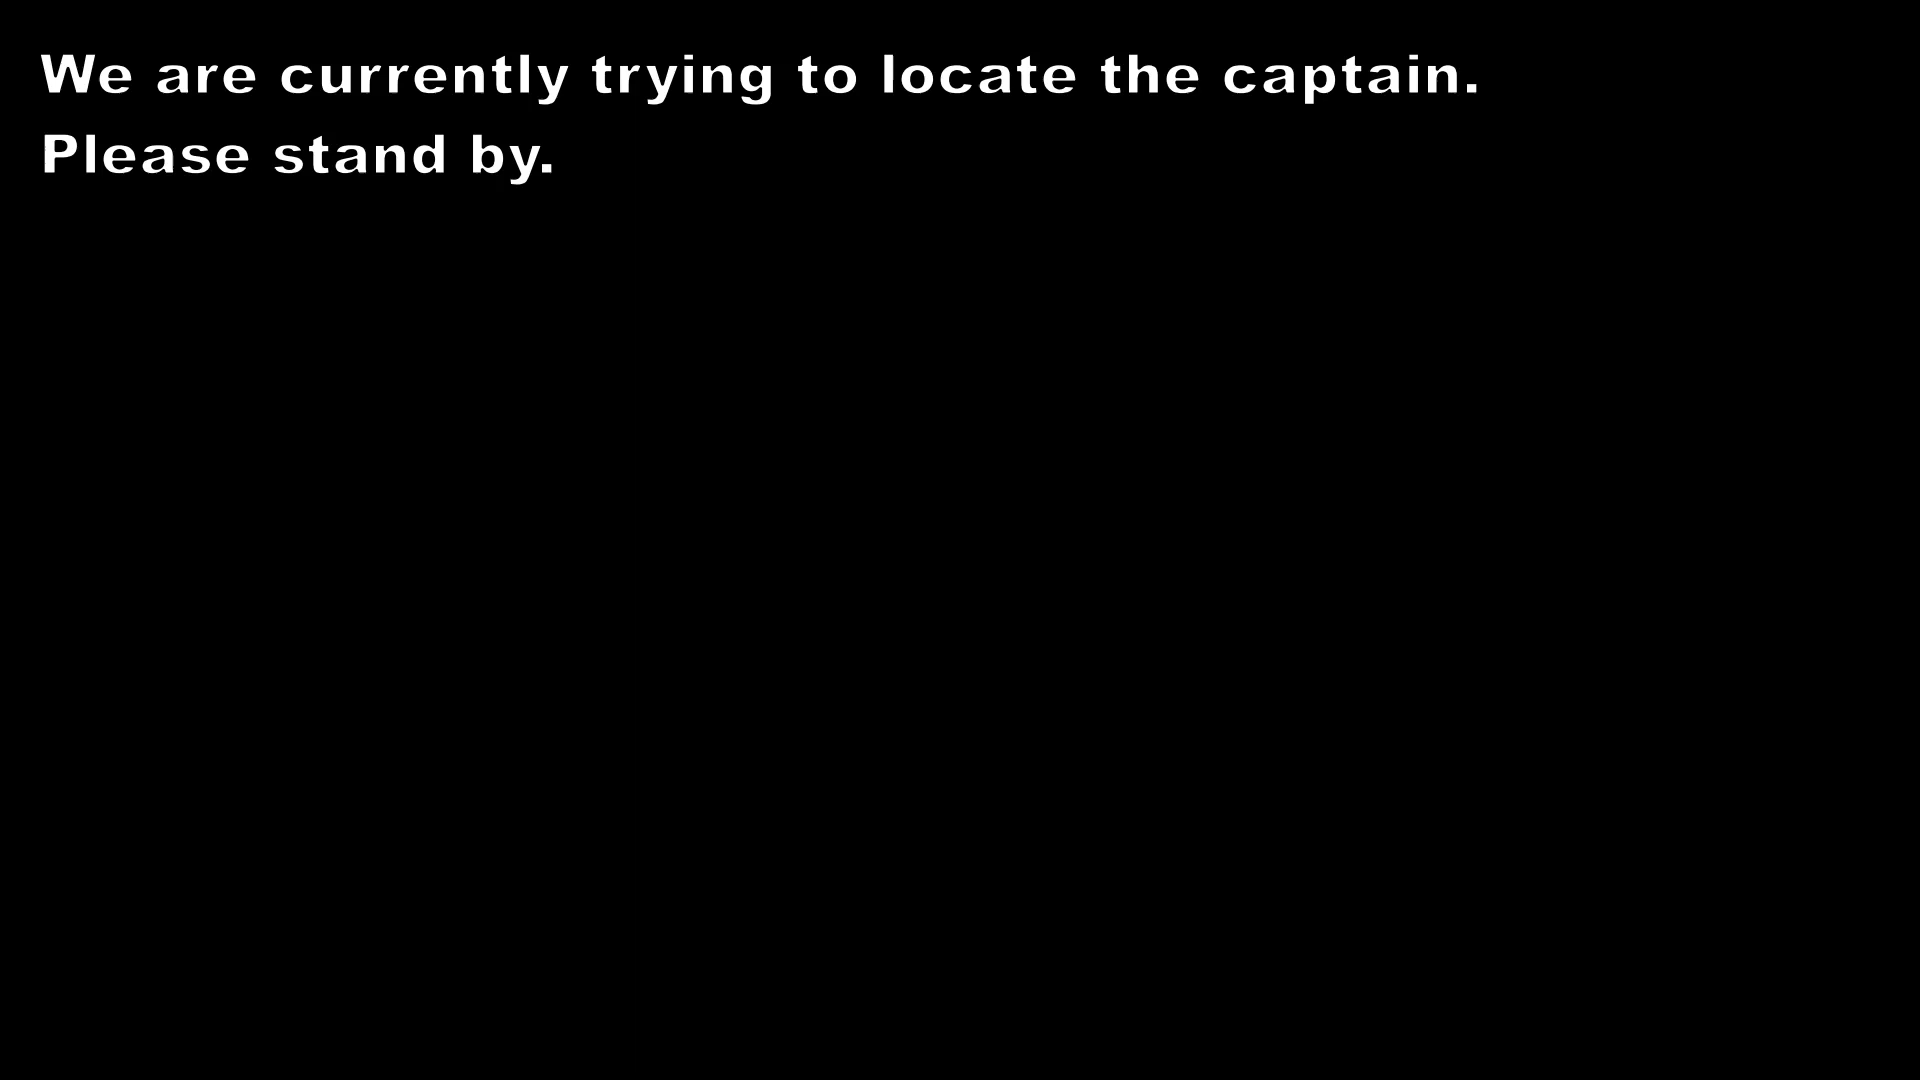 We are currently trying to locate the captain.
Please stand by.